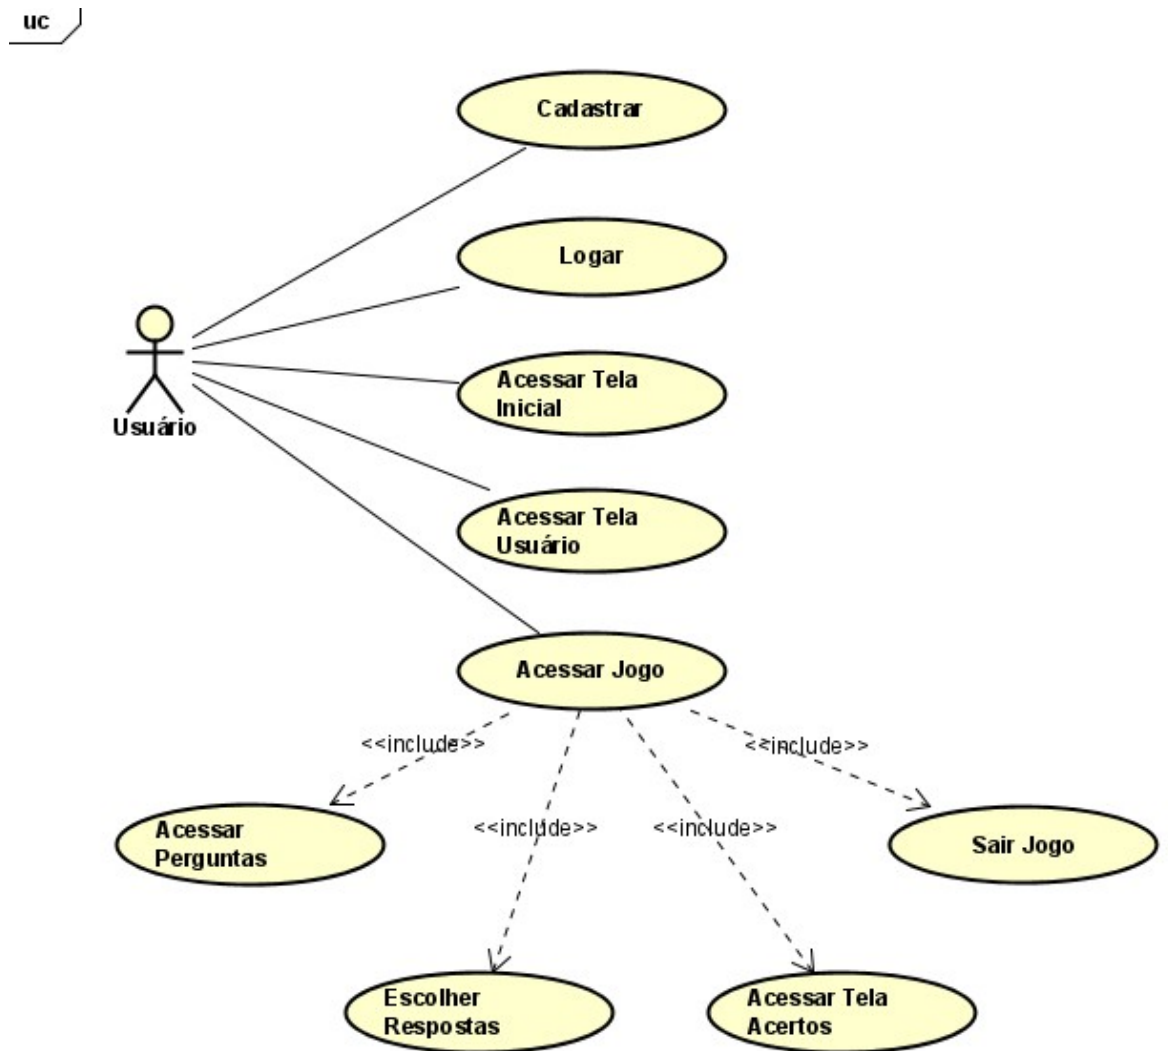 uc
Cadastrar
Logar
Usuário
Acessar Tela
Inicial
Acessar Tela
Usuário
Acessar Jogo
<<include>>
<<include>>
<<include>>
<<include>>
Acessar
Perguntas
Sair Jogo
Escolher
Respostas
Acessar Tela
Acertos